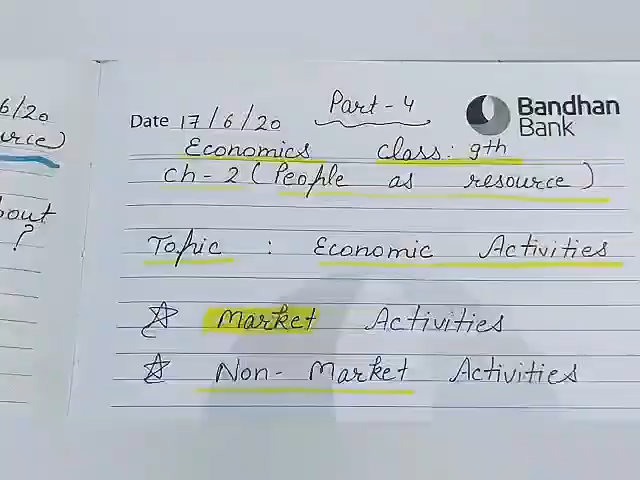 6/20
urce)
bout
?
Date 17/6/20
Part-4
Bandhan
Bank
Economics class: 9th
Ch-2 (People as resource)
Topic : Economic Activities
Market Activities
Non-Market Activities